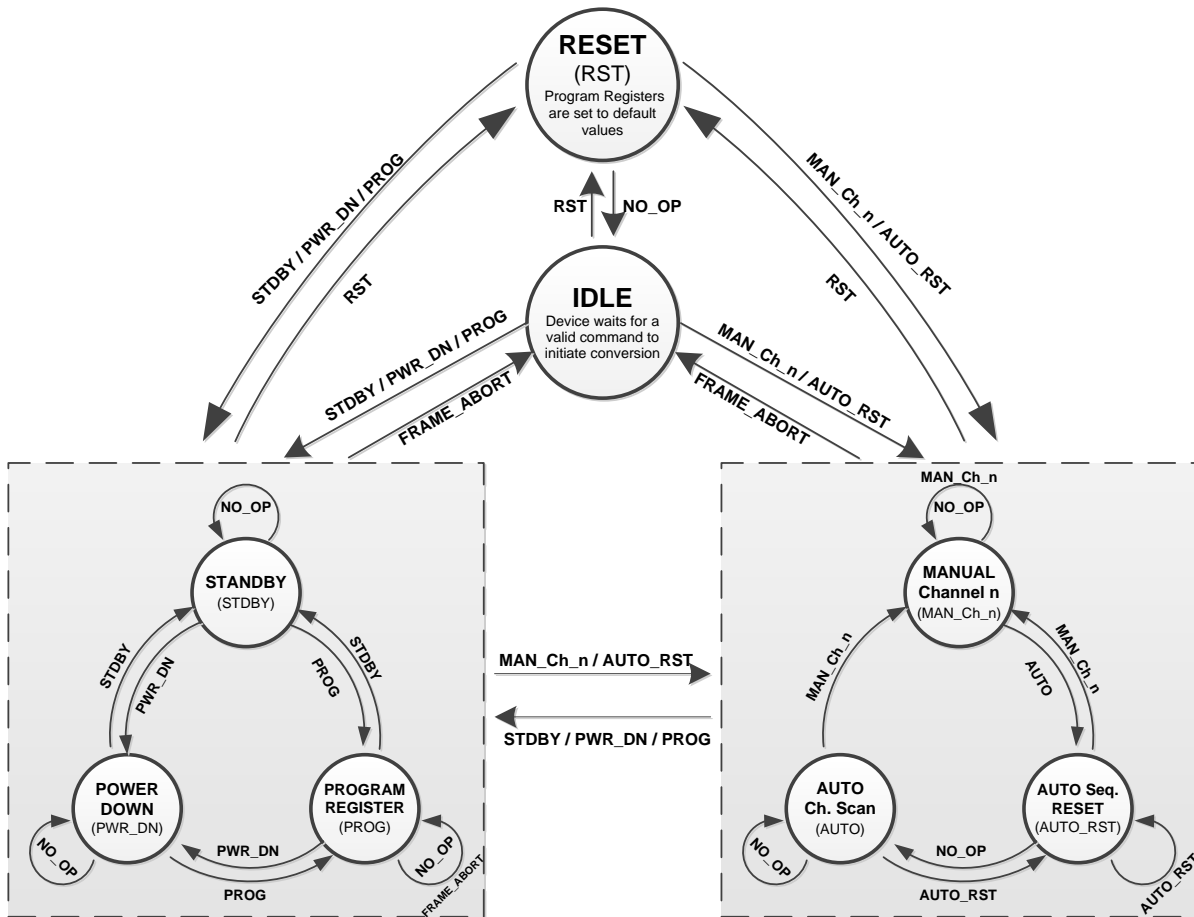 RESET
(RST)
Program Registers
are set to default
values
STDBY / PWR_DN / PROG
RST
MAN_Ch_n / AUTO_RST
RST
RST
NO_OP
IDLE
Device waits for a
valid command to
initiate conversion
STDBY / PWR_DN / PROG
FRAME_ABORT
MAN_Ch_n / AUTO_RST
FRAME_ABORT
NO_OP
STANDBY
(STDBY)
STDBY
PWR_DN
PROG
STDBY
POWER
DOWN
(PWR_DN)
PROGRAM
REGISTER
(PROG)
NO_OP
PWR_DN
PROG
NO_OP
FRAME_ABORT
MAN_Ch_n / AUTO_RST
STDBY / PWR_DN / PROG
MAN_Ch_n
NO_OP
MANUAL
Channel n
(MAN_Ch_n)
MAN_Ch_n
AUTO
MAN_Ch_n
AUTO
Ch. Scan
(AUTO)
AUTO Seq.
RESET
(AUTO_RST)
NO_OP
NO_OP
AUTO_RST
AUTO_RST